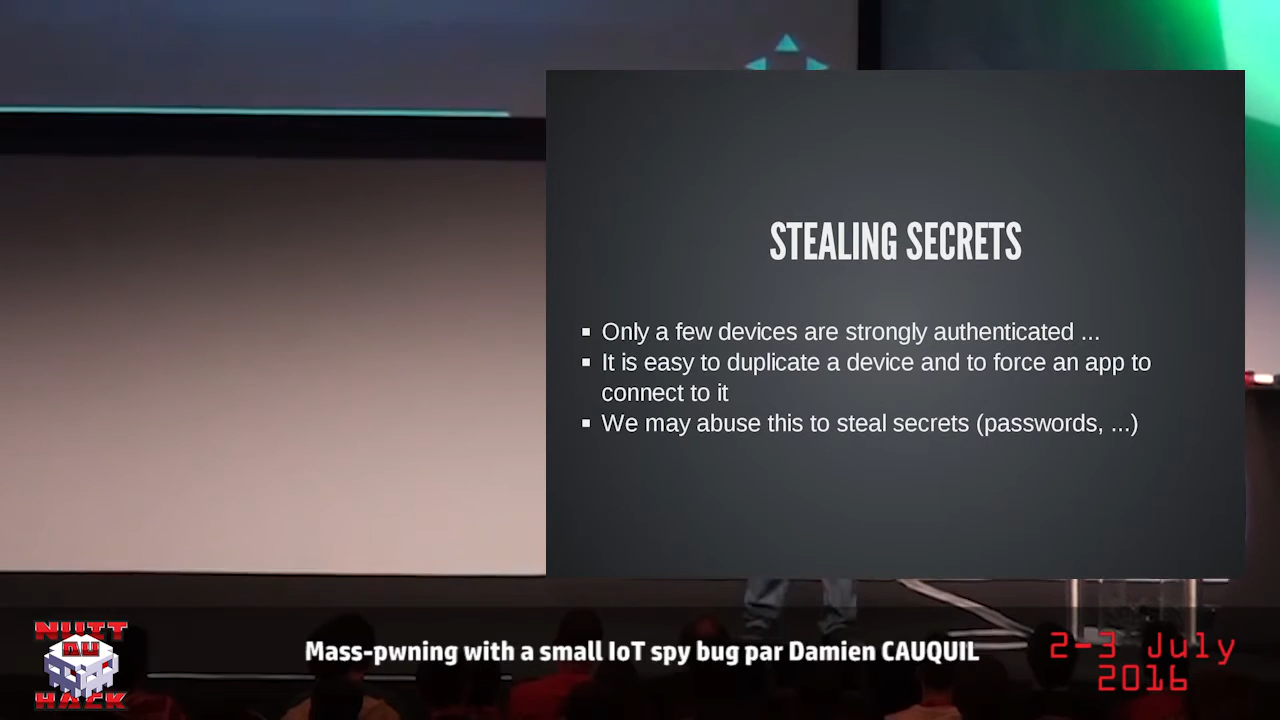 STEALING SECRETS
Only a few devices are strongly authenticated ...
It is easy to duplicate a device and to force an app to
connect to it
We may abuse this to steal secrets (passwords, ...)
NUIT
AU
HACK
Mass-pwning with a small IoT spy bug par Damien CAUQUIL
2-3 July
2016